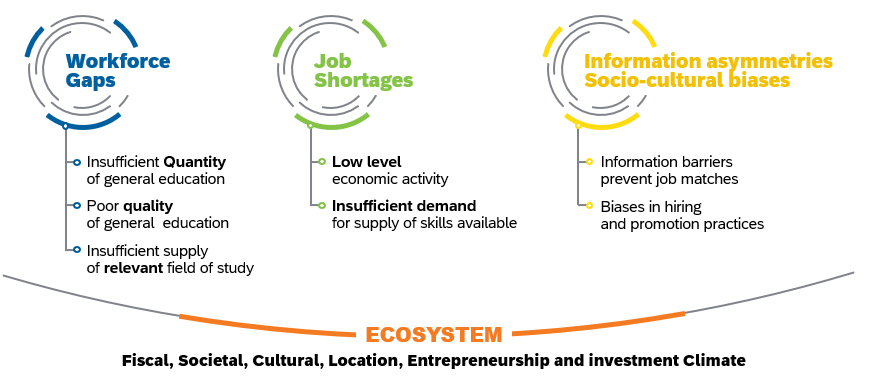 Workforce
Gaps
Insufficient Quantity
of general education
Poor quality
of general education
Insufficient supply
of relevant field of study
Job
Shortages
Low level
economic activity
Insufficient demand
for supply of skills available
Information asymmetries
Socio-cultural biases
Information barriers
prevent job matches
Biases in hiring
and promotion practices
ECOSYSTEM
Fiscal, Societal, Cultural, Location, Entrepreneurship and investment Climate